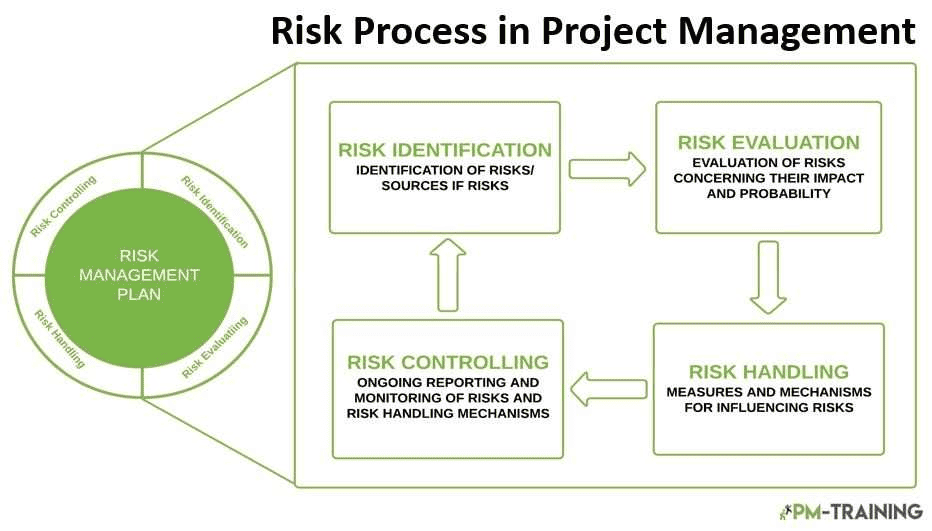 Risk Process in Project Management
Risk Controlling
Risk Identification
RISK
MANAGEMENT
PLAN
Risk Handling
Risk Evaluatiing
RISK IDENTIFICATION
IDENTIFICATION OF RISKS/
SOURCES IF RISKS
RISK EVALUATION
EVALUATION OF RISKS
CONCERNING THEIR IMPACT
AND PROBABILITY
RISK CONTROLLING
ONGOING REPORTING AND
MONITORING OF RISKS AND
RISK HANDLING MECHANISMS
RISK HANDLING
MEASURES AND MECHANISMS
FOR INFLUENCING RISKS
PM-TRAINING